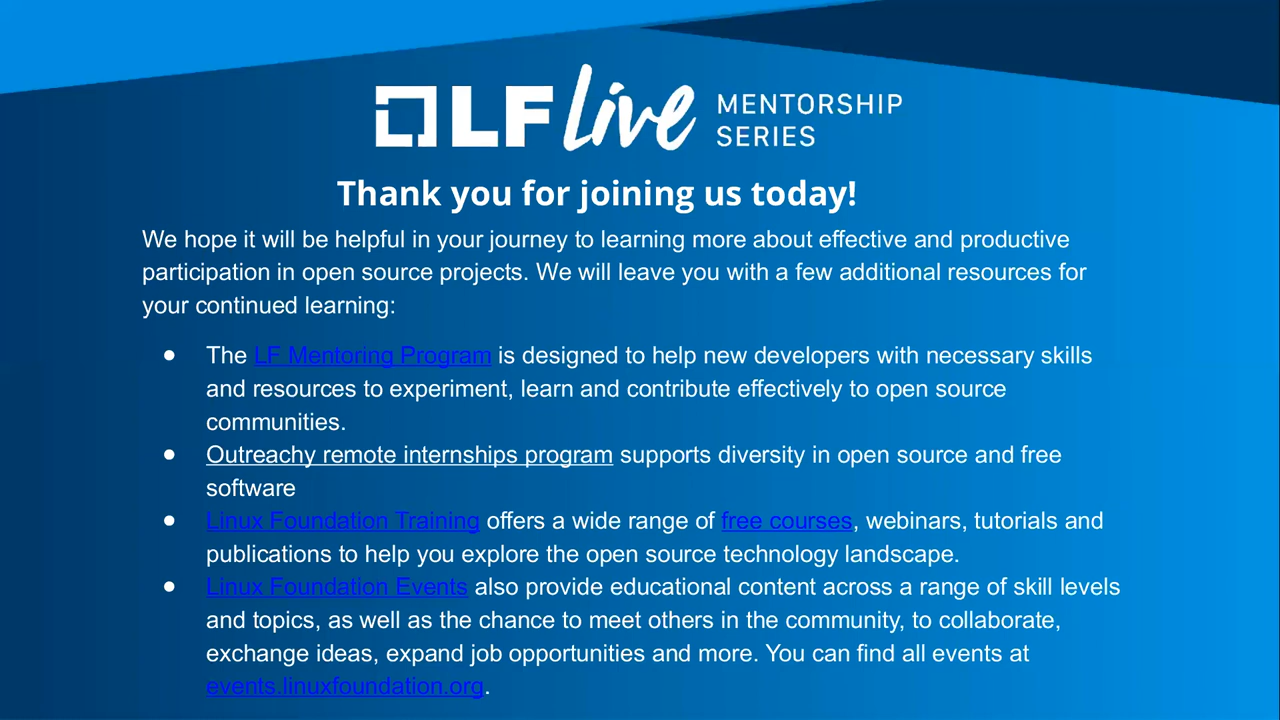 LF Live MENTORSHIP SERIES
Thank you for joining us today!
We hope it will be helpful in your journey to learning more about effective and productive
participation in open source projects. We will leave you with a few additional resources for
your continued learning:
● The LF Mentoring Program is designed to help new developers with necessary skills
and resources to experiment, learn and contribute effectively to open source
communities.
● Outreachy remote internships program supports diversity in open source and free
software
● Linux Foundation Training offers a wide range of free courses, webinars, tutorials and
publications to help you explore the open source technology landscape.
● Linux Foundation Events also provide educational content across a range of skill levels
and topics, as well as the chance to meet others in the community, to collaborate,
exchange ideas, expand job opportunities and more. You can find all events at
events.linuxfoundation.org.